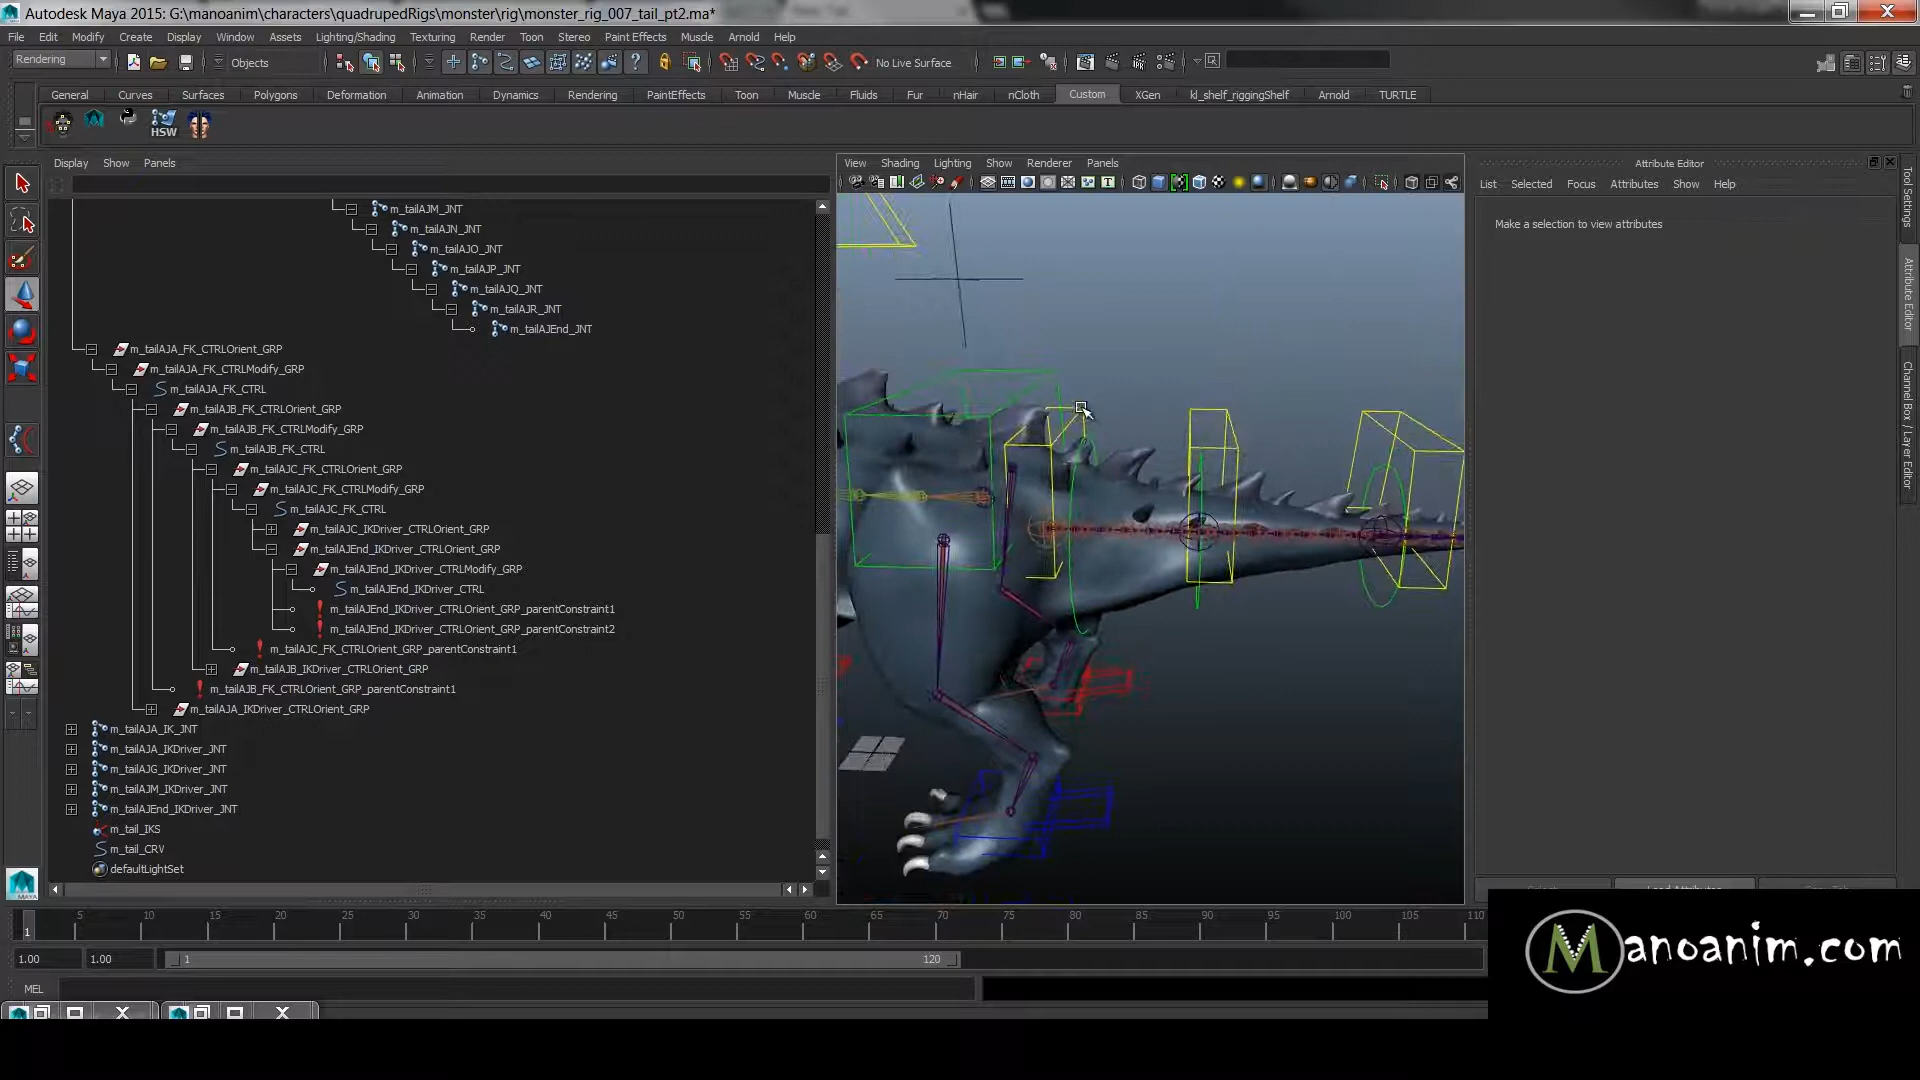 Autodesk Maya 2015: G:\manoanim\characters\quadrupedRigs\monster\rig\monster_rig_007_tail_pt2.ma*
File Edit Modify Create Display Window Assets Lighting/Shading Texturing Render Toon Stereo Paint Effects Muscle Arnold Help
Rendering Objects No Live Surface
General Curves Surfaces Polygons Deformation Animation Dynamics Rendering PaintEffects Toon Muscle Fluids Fur nHair nCloth Custom XGen kl_shelf_riggingShelf Arnold TURTLE
HSW
Display Show Panels
View Shading Lighting Show Renderer Panels
Attribute Editor
List Selected Focus Attributes Show Help
Make a selection to view attributes
Tool Settings
Attribute Editor
Channel Box / Layer Editor
m_tailAJM_JNT
m_tailAJN_JNT
m_tailAJO_JNT
m_tailAJP_JNT
m_tailAJQ_JNT
m_tailAJR_JNT
m_tailAJEnd_JNT
m_tailAJA_FK_CTRLOrient_GRP
m_tailAJA_FK_CTRLModify_GRP
m_tailAJA_FK_CTRL
m_tailAJB_FK_CTRLOrient_GRP
m_tailAJB_FK_CTRLModify_GRP
m_tailAJB_FK_CTRL
m_tailAJC_FK_CTRLOrient_GRP
m_tailAJC_FK_CTRLModify_GRP
m_tailAJC_FK_CTRL
m_tailAJC_IKDriver_CTRLOrient_GRP
m_tailAJEnd_IKDriver_CTRLOrient_GRP
m_tailAJEnd_IKDriver_CTRLModify_GRP
m_tailAJEnd_IKDriver_CTRL
m_tailAJEnd_IKDriver_CTRLOrient_GRP_parentConstraint1
m_tailAJEnd_IKDriver_CTRLOrient_GRP_parentConstraint2
m_tailAJC_FK_CTRLOrient_GRP_parentConstraint1
m_tailAJB_IKDriver_CTRLOrient_GRP
m_tailAJB_FK_CTRLOrient_GRP_parentConstraint1
m_tailAJA_IKDriver_CTRLOrient_GRP
m_tailAJA_IK_JNT
m_tailAJA_IKDriver_JNT
m_tailAJG_IKDriver_JNT
m_tailAJM_IKDriver_JNT
m_tailAJEnd_IKDriver_JNT
m_tail_IKS
m_tail_CRV
defaultLightSet
1 5 10 15 20 25 30 35 40 45 50 55 60 65 70 75 80 85 90 95 100 105 110
1.00 1.00 1 120
MEL
Manoanim.com